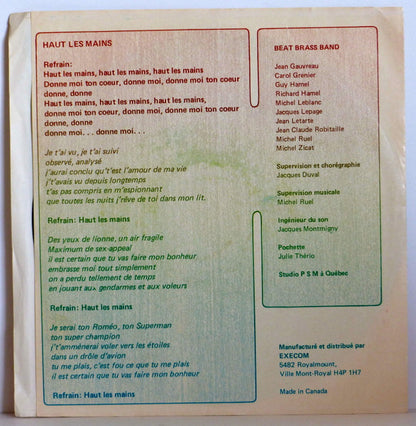 HAUT LES MAINS
Refrain:
Haut les mains, haut les mains, haut les mains
Donne moi ton coeur, donne moi, donne moi ton coeur
donne, donne
Haut les mains, haut les mains, haut les mains,
donne moi ton coeur, donne moi, donne moi ton coeur
donne, donne
donne moi. . . donne moi. . .
Je t'ai vu, je t'ai suivi
observé, analysé
j'aurai conclu qu't'est l'amour de ma vie
j't'avais vu depuis longtemps
t'as pas compris en m'espionnant
que toutes les nuits j'rêve de toi dans mon lit.
Refrain: Haut les mains
Des yeux de lionne, un air fragile
Maximum de sex-appeal
il est certain que tu vas faire mon bonheur
embrasse moi tout simplement
on a perdu tellement de temps
en jouant aux gendarmes et aux voleurs
Refrain: Haut les mains
Je serai ton Roméo, ton Superman
ton super champion
j't'ammènerai voler vers les étoiles
dans un drôle d'avion
tu me plais, c'est fou ce que tu me plais
il est certain que tu vas faire mon bonheur
Refrain: Haut les mains
BEAT BRASS BAND
Jean Gauvreau
Carol Grenier
Guy Hamel
Richard Hamel
Michel Leblanc
Jacques Lepage
Jean Letarte
Jean Claude Robitaille
Michel Ruel
Michel Zicat
Supervision et chorégraphie
Jacques Duval
Supervision musicale
Michel Ruel
Ingénieur du son
Jacques Montmigny
Pochette
Julie Thério
Studio P S M à Québec
Manufacturé et distribué par
EXECOM
5482 Royalmount,
Ville Mont-Royal H4P 1H7
Made in Canada